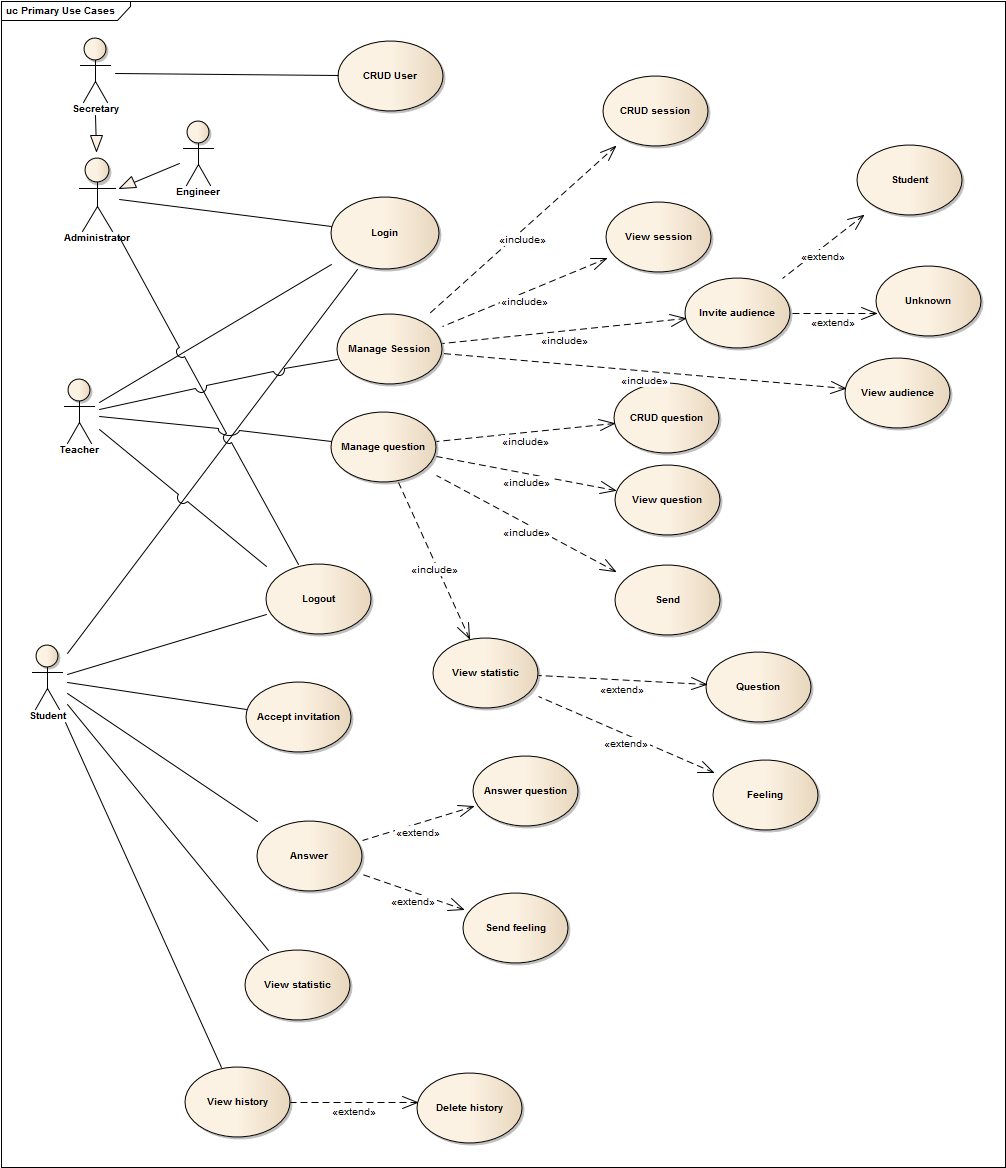 uc Primary Use Cases
Secretary
CRUD User
CRUD session
Engineer
Student
Administrator
Login
View session
«include»
«extend»
Invite audience
Unknown
«include»
«extend»
Manage Session
«include»
«include»
View audience
Teacher
Manage question
CRUD question
«include»
«include»
View question
«include»
«include»
Logout
Send
Student
View statistic
«extend»
Question
Accept invitation
«extend»
Answer question
Feeling
«extend»
Answer
«extend»
Send feeling
View statistic
View history
«extend»
Delete history